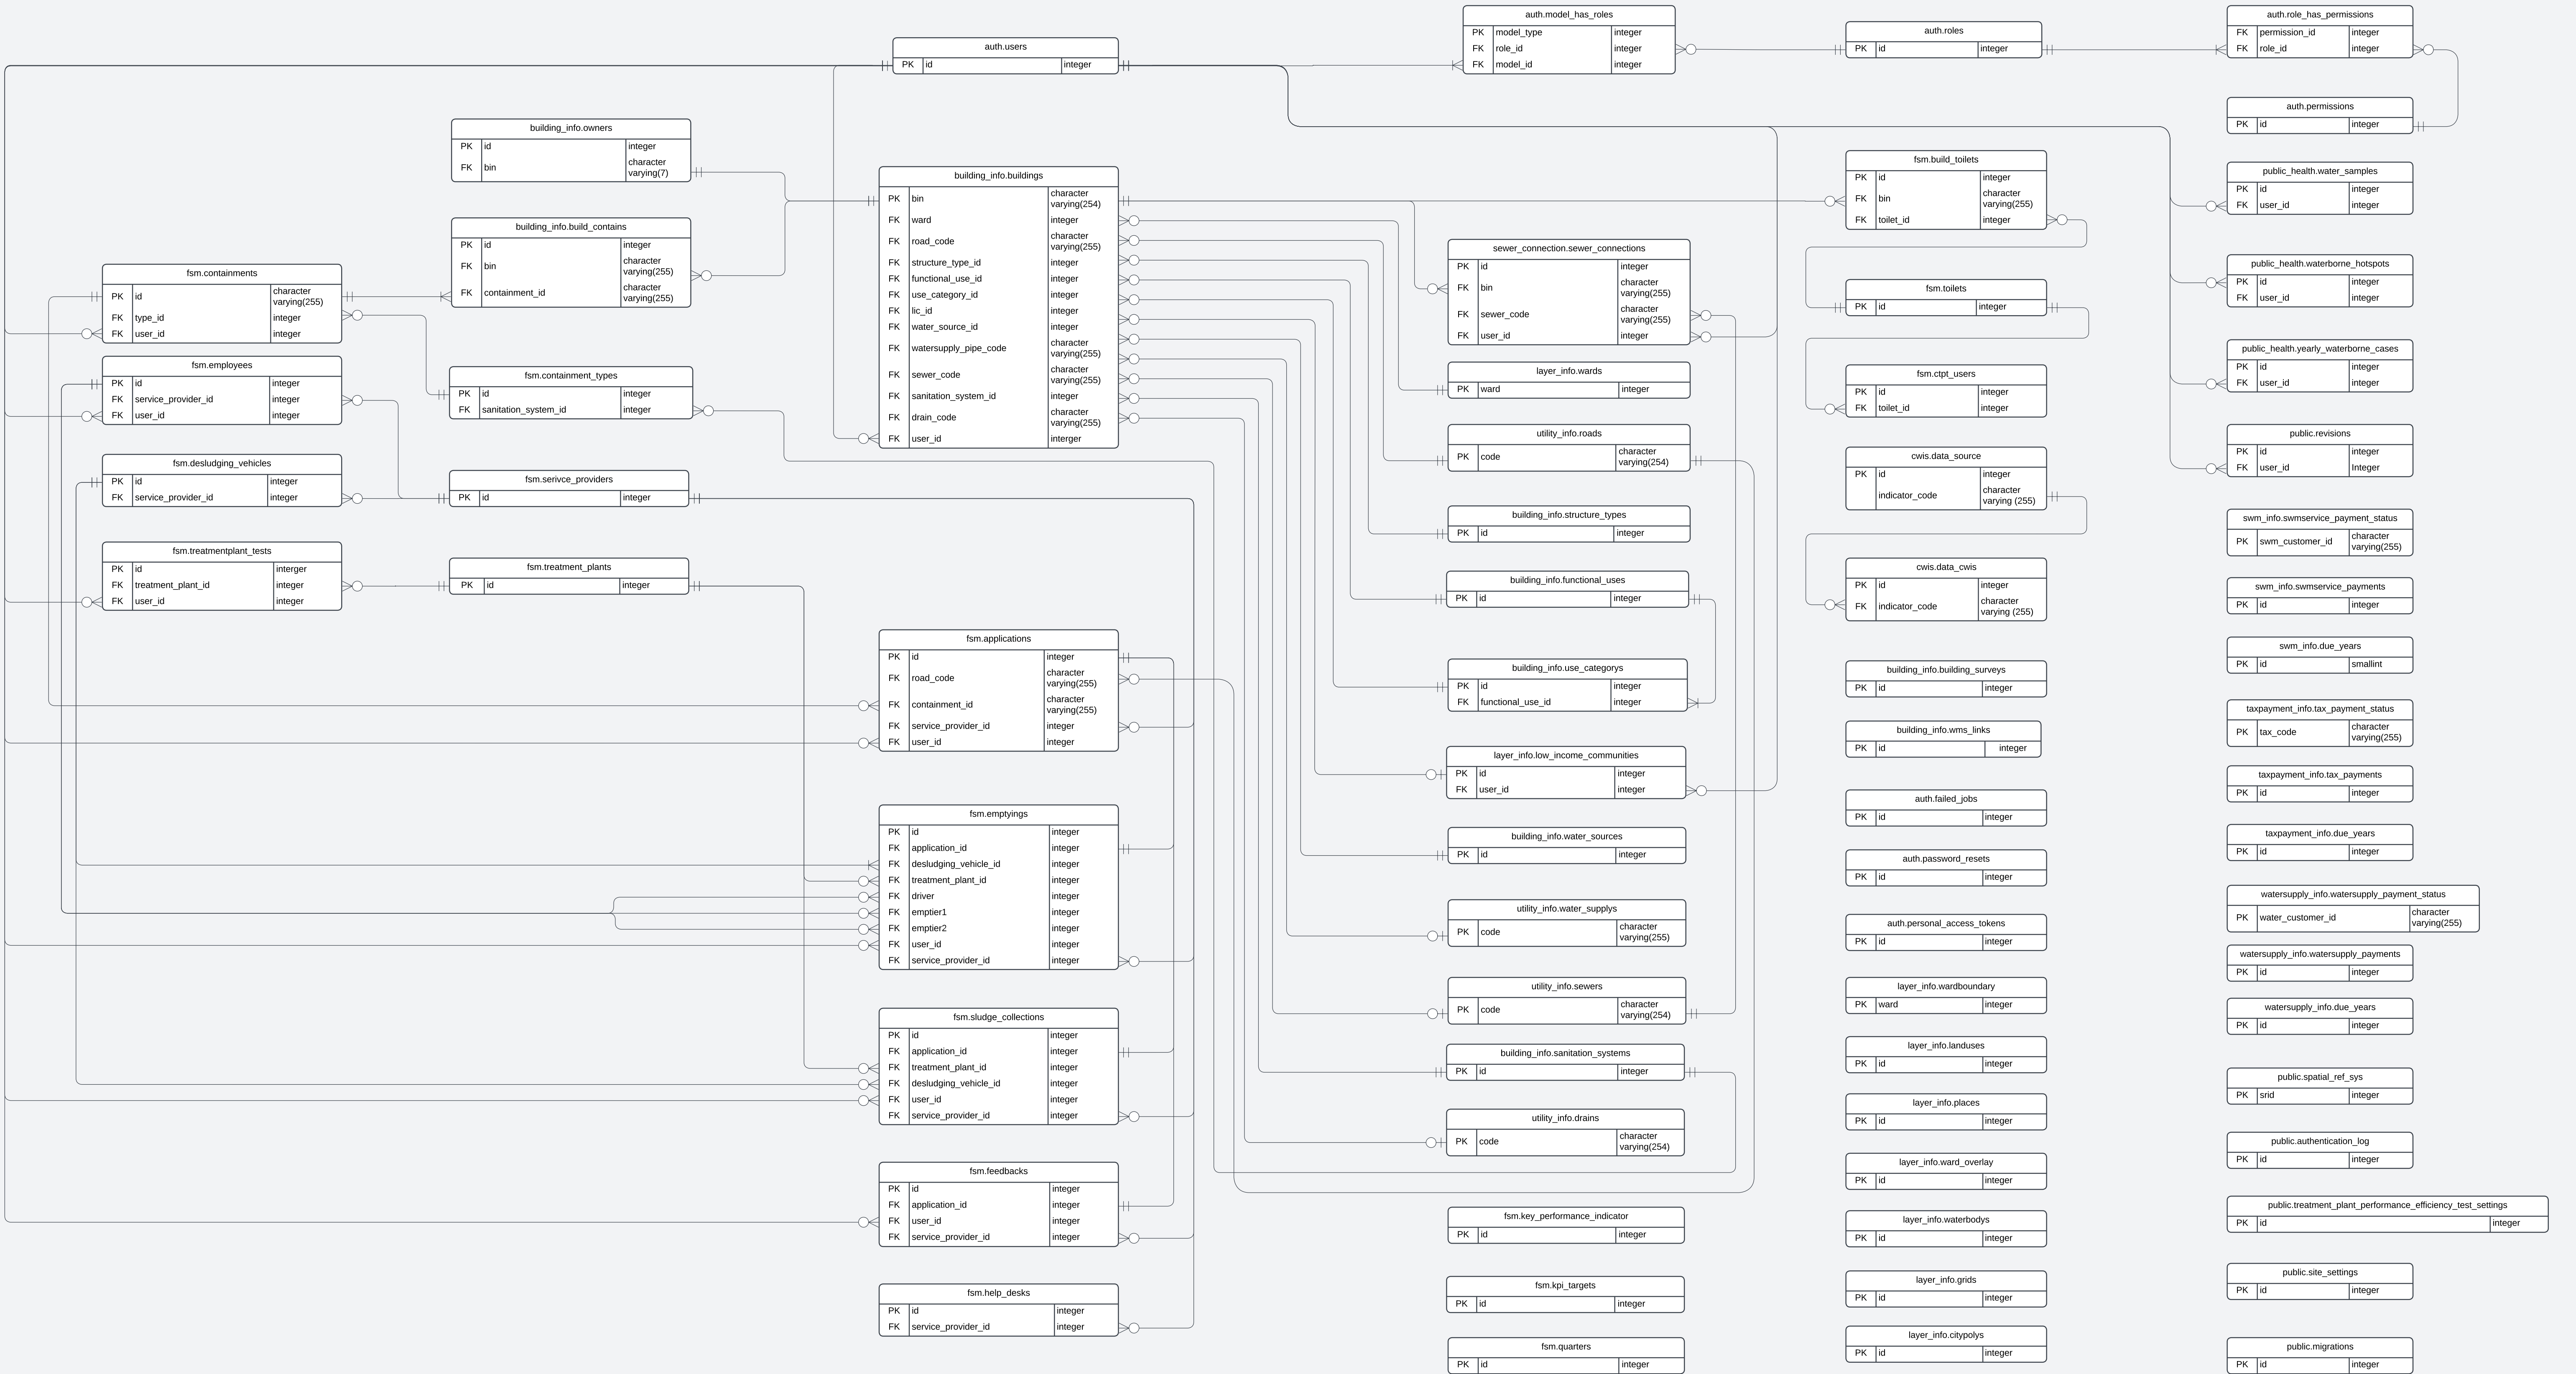 auth.users
PK id integer
auth.model_has_roles
PK model_type integer
FK role_id integer
FK model_id integer
auth.roles
PK id integer
auth.role_has_permissions
FK permission_id integer
FK role_id integer
auth.permissions
PK id integer
building_info.owners
PK id integer
FK bin character
varying(7)
building_info.build_contains
PK id integer
FK bin character
varying(255)
FK containment_id character
varying(255)
fsm.containments
PK id character
varying(255)
FK type_id integer
FK user_id integer
fsm.employees
PK id integer
FK service_provider_id integer
FK user_id integer
fsm.containment_types
PK id integer
FK sanitation_system_id integer
fsm.desludging_vehicles
PK id integer
FK service_provider_id integer
fsm.serivce_providers
PK id integer
fsm.treatmentplant_tests
PK id interger
FK treatment_plant_id integer
FK user_id integer
fsm.treatment_plants
PK id integer
building_info.buildings
PK bin character
varying(254)
FK ward integer
FK road_code character
varying(255)
FK structure_type_id integer
FK functional_use_id integer
FK use_category_id integer
FK lic_id integer
FK water_source_id integer
FK watersupply_pipe_code character
varying(255)
FK sewer_code character
varying(255)
FK sanitation_system_id integer
FK drain_code character
varying(255)
FK user_id interger
fsm.applications
PK id integer
FK road_code character
varying(255)
FK containment_id character
varying(255)
FK service_provider_id integer
FK user_id integer
fsm.emptyings
PK id integer
FK application_id integer
FK desludging_vehicle_id integer
FK treatment_plant_id integer
FK driver integer
FK emptier1 integer
FK emptier2 integer
FK user_id integer
FK service_provider_id integer
fsm.sludge_collections
PK id integer
FK application_id integer
FK treatment_plant_id integer
FK desludging_vehicle_id integer
FK user_id integer
FK service_provider_id integer
fsm.feedbacks
PK id integer
FK application_id integer
FK user_id integer
FK service_provider_id integer
fsm.help_desks
PK id integer
FK service_provider_id integer
sewer_connection.sewer_connections
PK id integer
FK bin character
varying(255)
FK sewer_code character
varying(255)
FK user_id integer
layer_info.wards
PK ward integer
utility_info.roads
PK code character
varying(254)
building_info.structure_types
PK id integer
building_info.functional_uses
PK id integer
building_info.use_categorys
PK id integer
FK functional_use_id integer
layer_info.low_income_communities
PK id integer
FK user_id integer
building_info.water_sources
PK id integer
utility_info.water_supplys
PK code character
varying(255)
utility_info.sewers
PK code character
varying(254)
building_info.sanitation_systems
PK id integer
utility_info.drains
PK code character
varying(254)
fsm.key_performance_indicator
PK id integer
fsm.kpi_targets
PK id integer
fsm.quarters
PK id integer
fsm.build_toilets
PK id integer
FK bin character
varying(255)
FK toilet_id integer
fsm.toilets
PK id integer
fsm.ctpt_users
PK id integer
FK toilet_id integer
cwis.data_source
PK id integer
indicator_code character
varying (255)
cwis.data_cwis
PK id integer
FK indicator_code character
varying (255)
building_info.building_surveys
PK id integer
building_info.wms_links
PK id integer
auth.failed_jobs
PK id integer
auth.password_resets
PK id integer
auth.personal_access_tokens
PK id integer
layer_info.wardboundary
PK ward integer
layer_info.landuses
PK id integer
layer_info.places
PK id integer
layer_info.ward_overlay
PK id integer
layer_info.waterbodys
PK id integer
layer_info.grids
PK id integer
layer_info.citypolys
PK id integer
public_health.water_samples
PK id integer
FK user_id integer
public_health.waterborne_hotspots
PK id integer
FK user_id integer
public_health.yearly_waterborne_cases
PK id Integer
FK user_id integer
public.revisions
PK id integer
FK user_id Integer
swm_info.swmservice_payment_status
PK swm_customer_id character
varying(255)
swm_info.swmservice_payments
PK id integer
swm_info.due_years
PK id smallint
taxpayment_info.tax_payment_status
PK tax_code character
varying(255)
taxpayment_info.tax_payments
PK id integer
taxpayment_info.due_years
PK id integer
watersupply_info.watersupply_payment_status
PK water_customer_id character
varying(255)
watersupply_info.watersupply_payments
PK id integer
watersupply_info.due_years
PK id integer
public.spatial_ref_sys
PK srid integer
public.authentication_log
PK id integer
public.treatment_plant_performance_efficiency_test_settings
PK id integer
public.site_settings
PK id integer
public.migrations
PK id integer